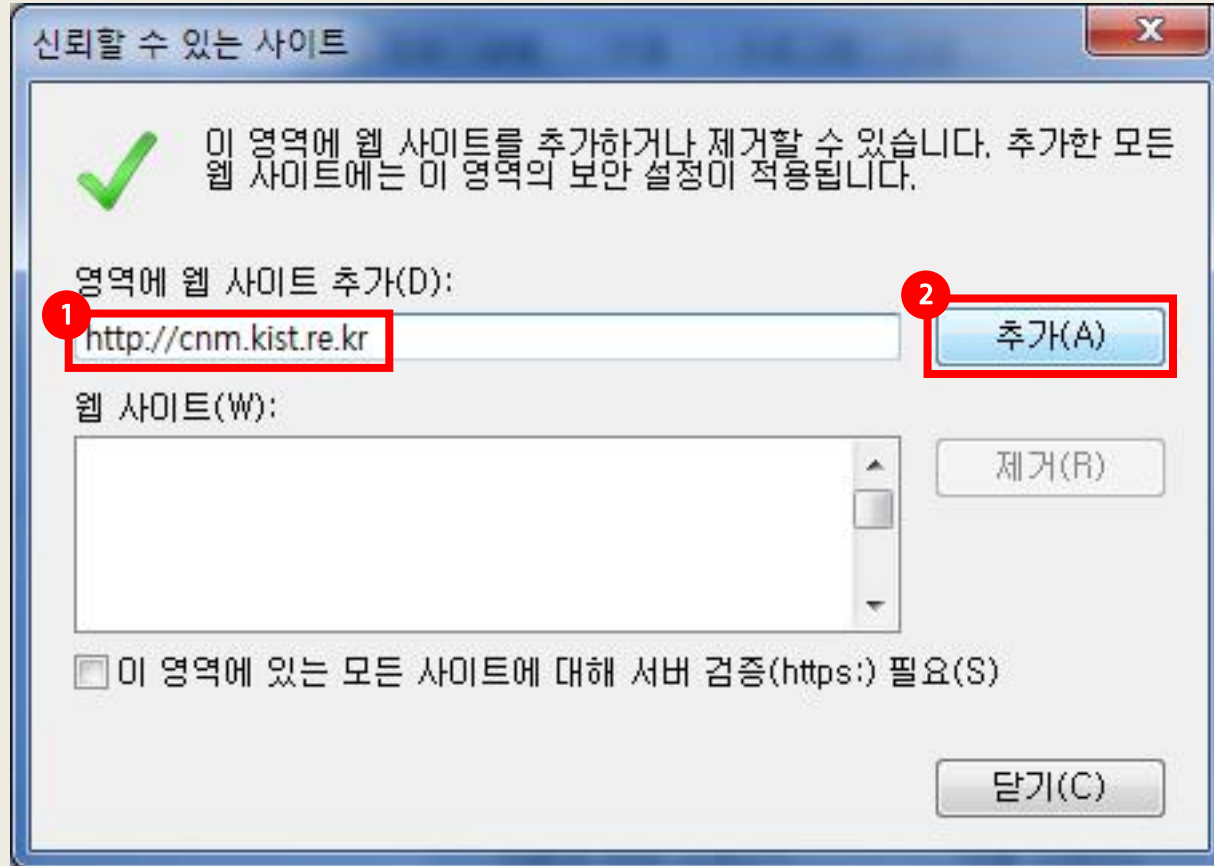 신뢰할 수 있는 사이트
X
이 영역에 웹 사이트를 추가하거나 제거할 수 있습니다. 추가한 모든
웹 사이트에는 이 영역의 보안 설정이 적용됩니다.
영역에 웹 사이트 추가(D):
1
http://cnm.kist.re.kr
2
추가(A)
웹 사이트(W):
제거(R)
이 영역에 있는 모든 사이트에 대해 서버 검증(https:) 필요(S)
닫기(C)